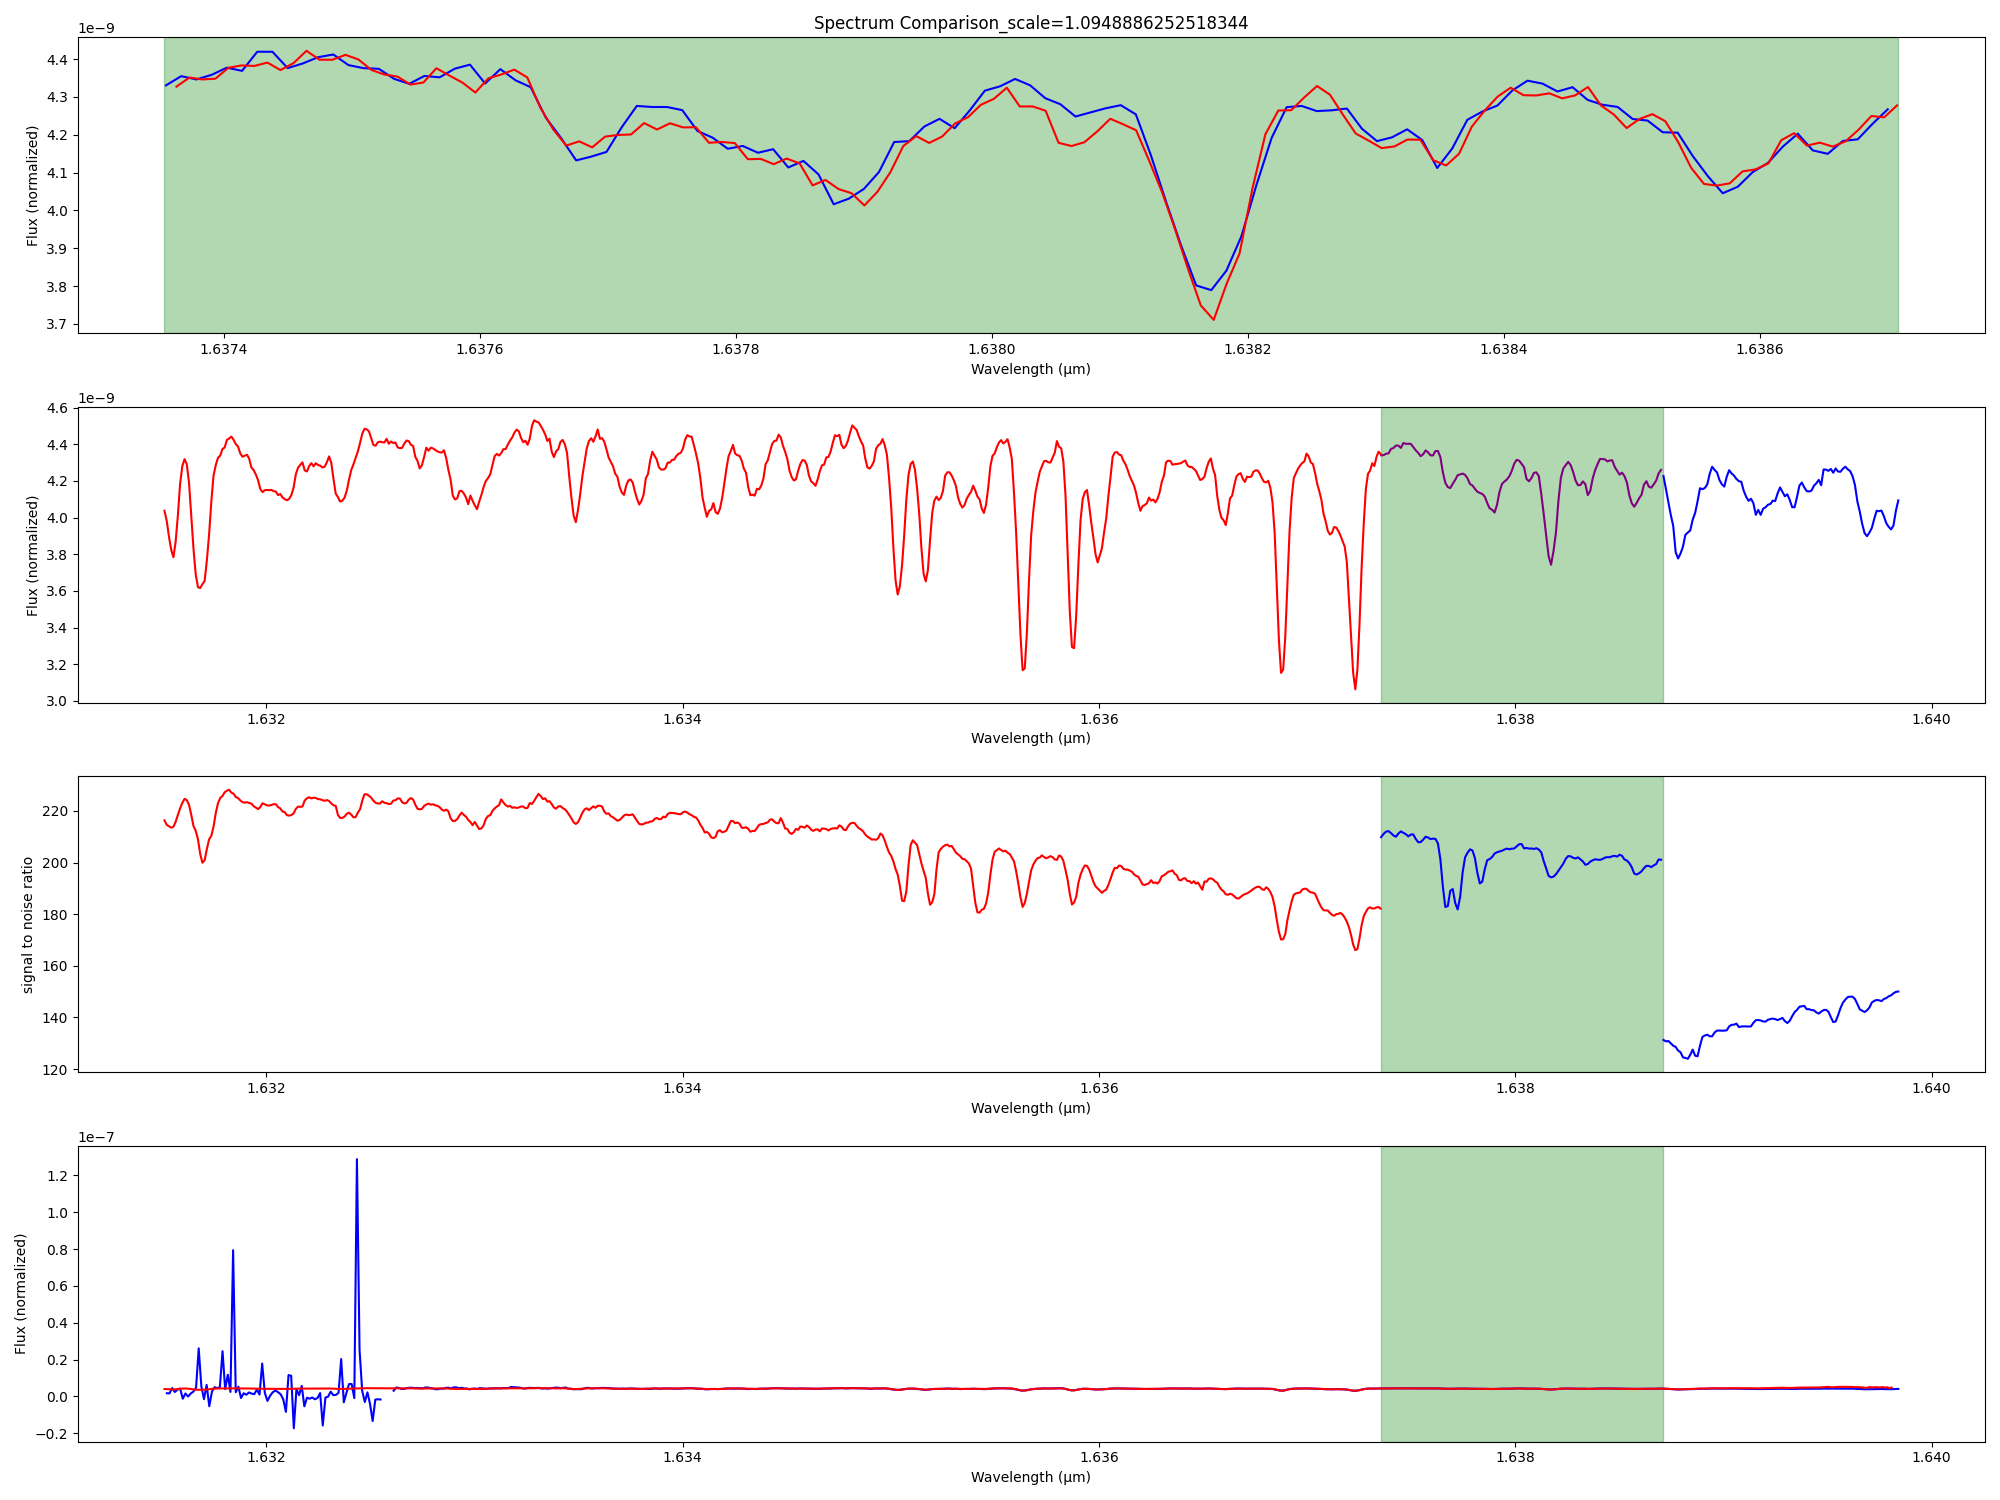 Spectrum Comparison_scale=1.0948886252518344
1e−9
4.4
4.3
4.2
4.1
4.0
3.9
3.8
3.7
Flux (normalized)
1.6374 1.6376 1.6378 1.6380 1.6382 1.6384 1.6386
Wavelength (μm)
1e−9
4.6
4.4
4.2
4.0
3.8
3.6
3.4
3.2
3.0
Flux (normalized)
1.632 1.634 1.636 1.638 1.640
Wavelength (μm)
220
200
180
160
140
120
signal to noise ratio
1.632 1.634 1.636 1.638 1.640
Wavelength (μm)
1e−7
1.2
1.0
0.8
0.6
0.4
0.2
0.0
−0.2
Flux (normalized)
1.632 1.634 1.636 1.638 1.640
Wavelength (μm)